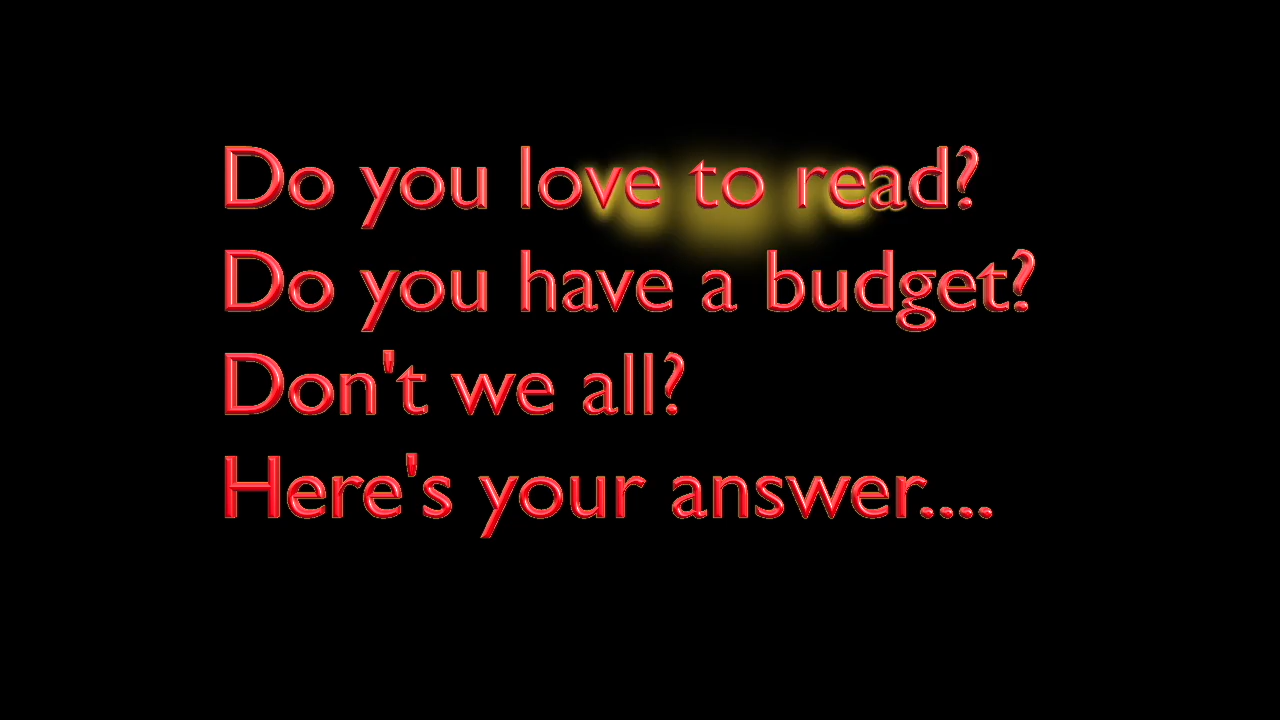 Do you love to read?
Do you have a budget?
Don't we all?
Here's your answer....